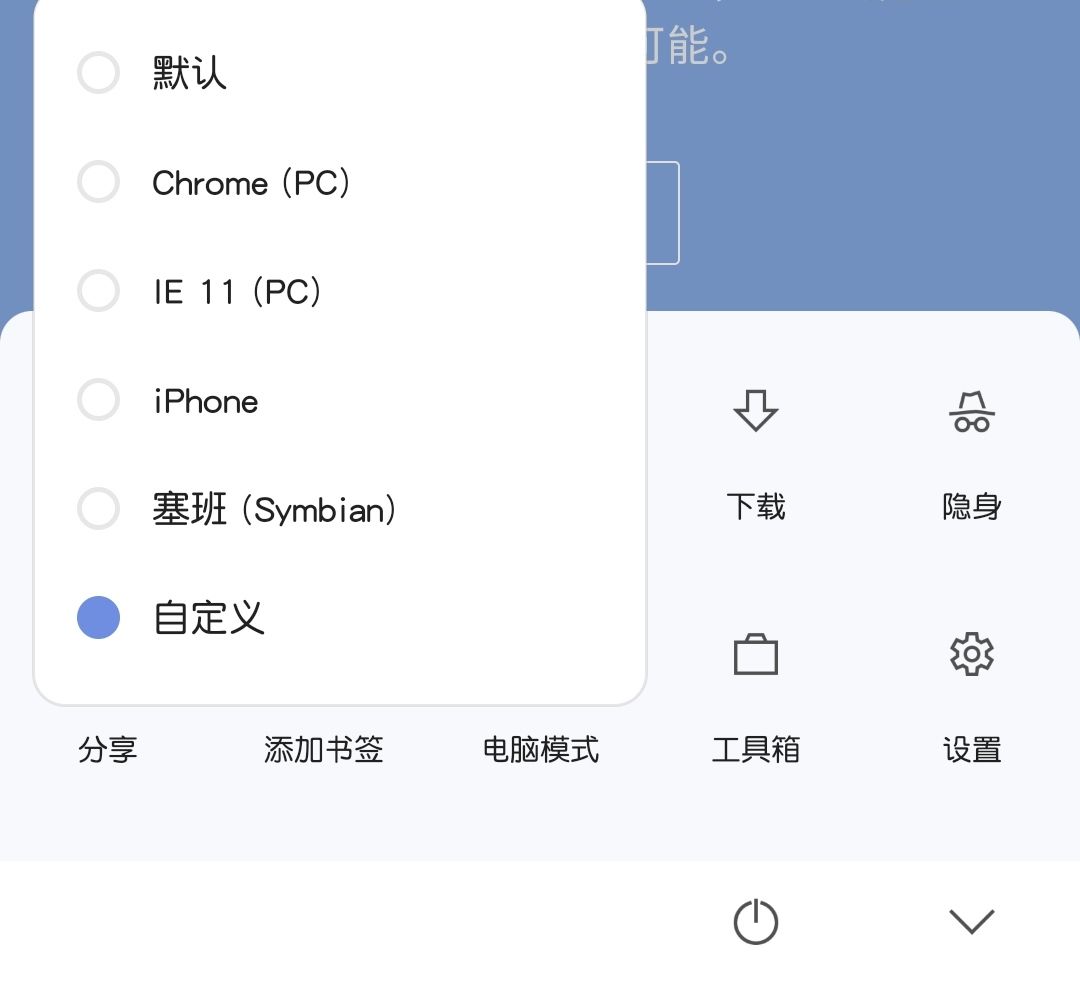 可能。
默认
Chrome (PC)
IE 11 (PC)
iPhone
塞班 (Symbian)
自定义
下载
隐身
分享
添加书签
电脑模式
工具箱
设置